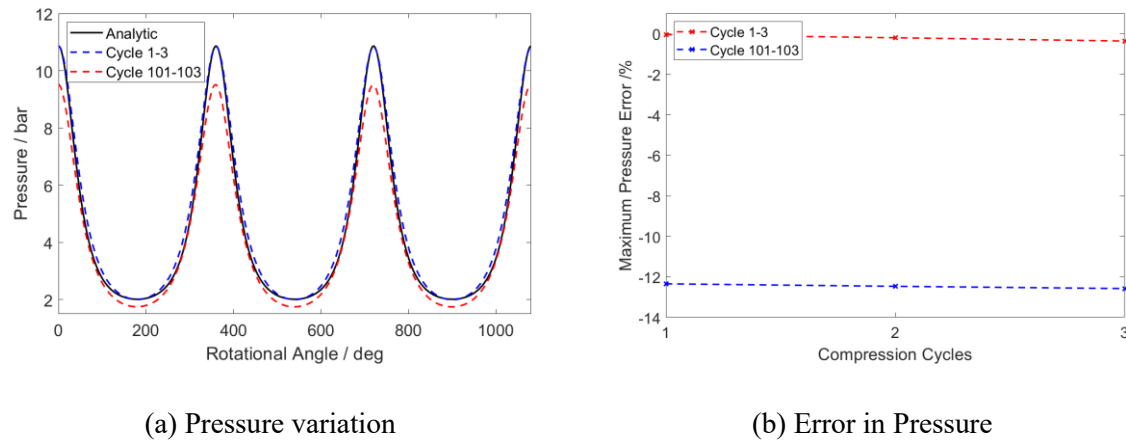 12
10
8
6
4
2
0
200
400
600
800
1000
Pressure / bar
Rotational Angle / deg
Analytic
Cycle 1-3
Cycle 101-103
(a) Pressure variation
0
-2
-4
-6
-8
-10
-12
-14
1
2
3
Maximum Pressure Error /%
Compression Cycles
Cycle 1-3
Cycle 101-103
(b) Error in Pressure